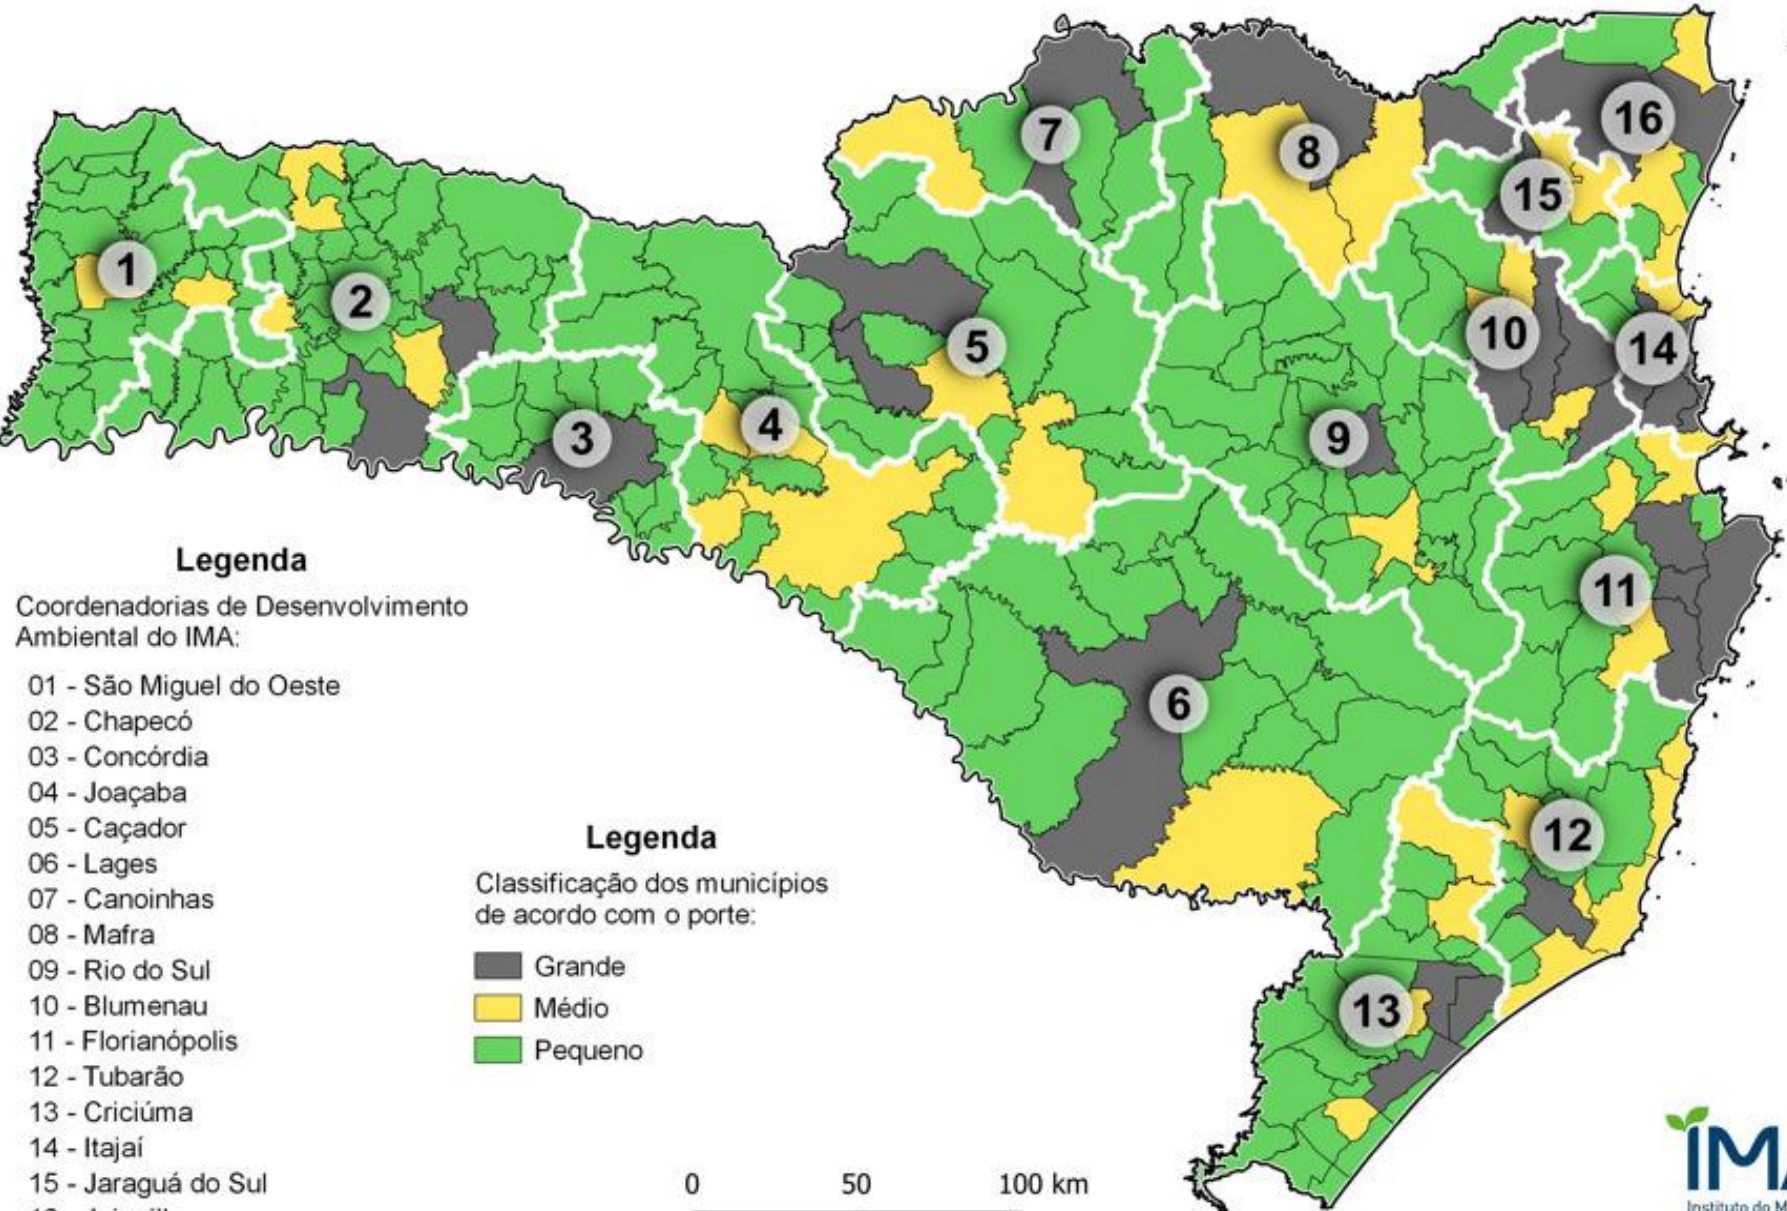 7
8
16
15
1
2
10
5
14
4
3
9
11
6
12
13
Legenda
Coordenadorias de Desenvolvimento
Ambiental do IMA:
01 - São Miguel do Oeste
02 - Chapecó
03 - Concórdia
04 - Joaçaba
05 - Caçador
06 - Lages
07 - Canoinhas
08 - Mafra
09 - Rio do Sul
10 - Blumenau
11 - Florianópolis
12 - Tubarão
13 - Criciúma
14 - Itajaí
15 - Jaraguá do Sul
Legenda
Classificação dos municípios
de acordo com o porte:
Grande
Médio
Pequeno
0 50 100 km
IMA
Instituto do